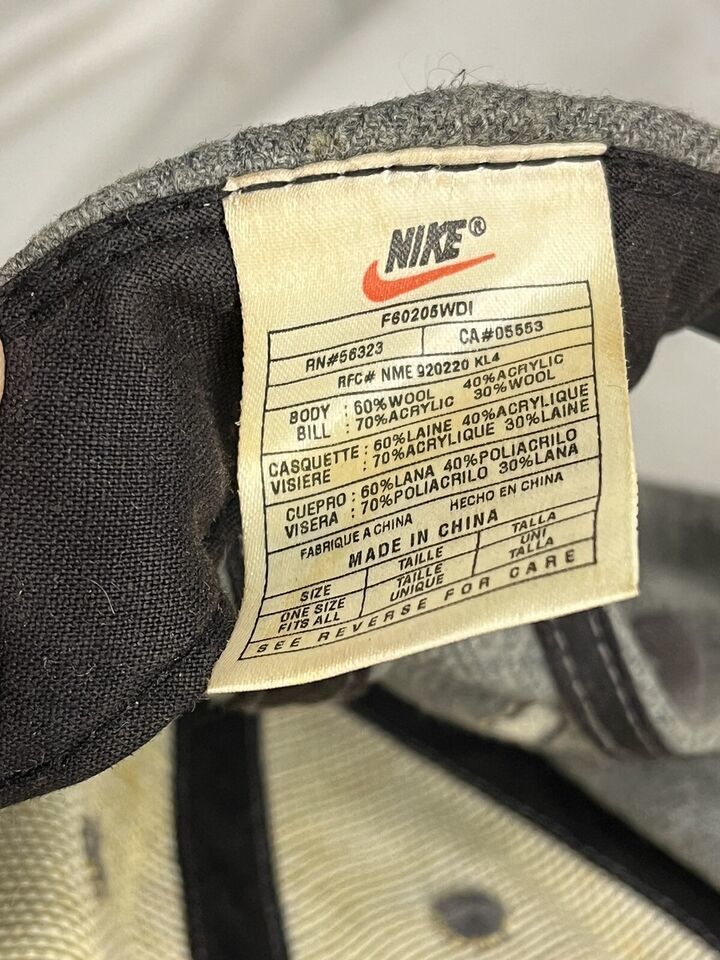 NIKE®
F60205WDI
RN#56323 CA#05553
RFC# NME 920220 KL4
BODY : 60%WOOL 40%ACRYLIC
BILL : 70%ACRYLIC 30%WOOL
CASQUETTE : 60%LAINE 40%ACRYLIQUE
VISIERE : 70%ACRYLIQUE 30%LAINE
CUEPRO : 60%LANA 40%POLIACRILO
VISERA : 70%POLIACRILO 30%LANA
FABRIQUE A CHINA HECHO EN CHINA
MADE IN CHINA
SIZE TAILLE TALLA
ONE SIZE TAILLE UNI
FITS ALL UNIQUE TALLA
SEE REVERSE FOR CARE